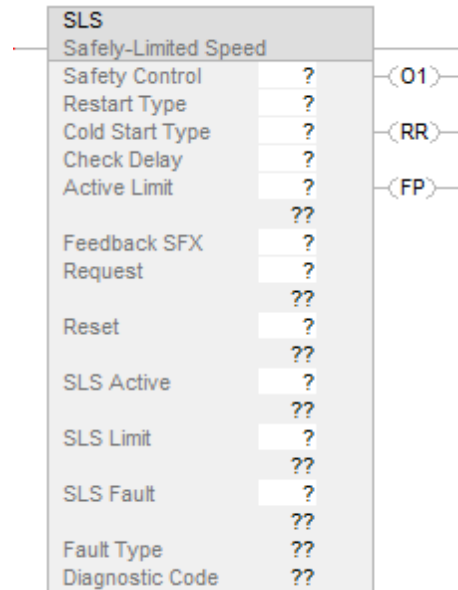 SLS
Safely-Limited Speed
Safety Control ? (O1)
Restart Type ?
Cold Start Type ? (RR)
Check Delay ?
Active Limit ? (FP)
??
Feedback SFX ?
Request ?
??
Reset ?
??
SLS Active ?
??
SLS Limit ?
??
SLS Fault ?
??
Fault Type ??
Diagnostic Code ??